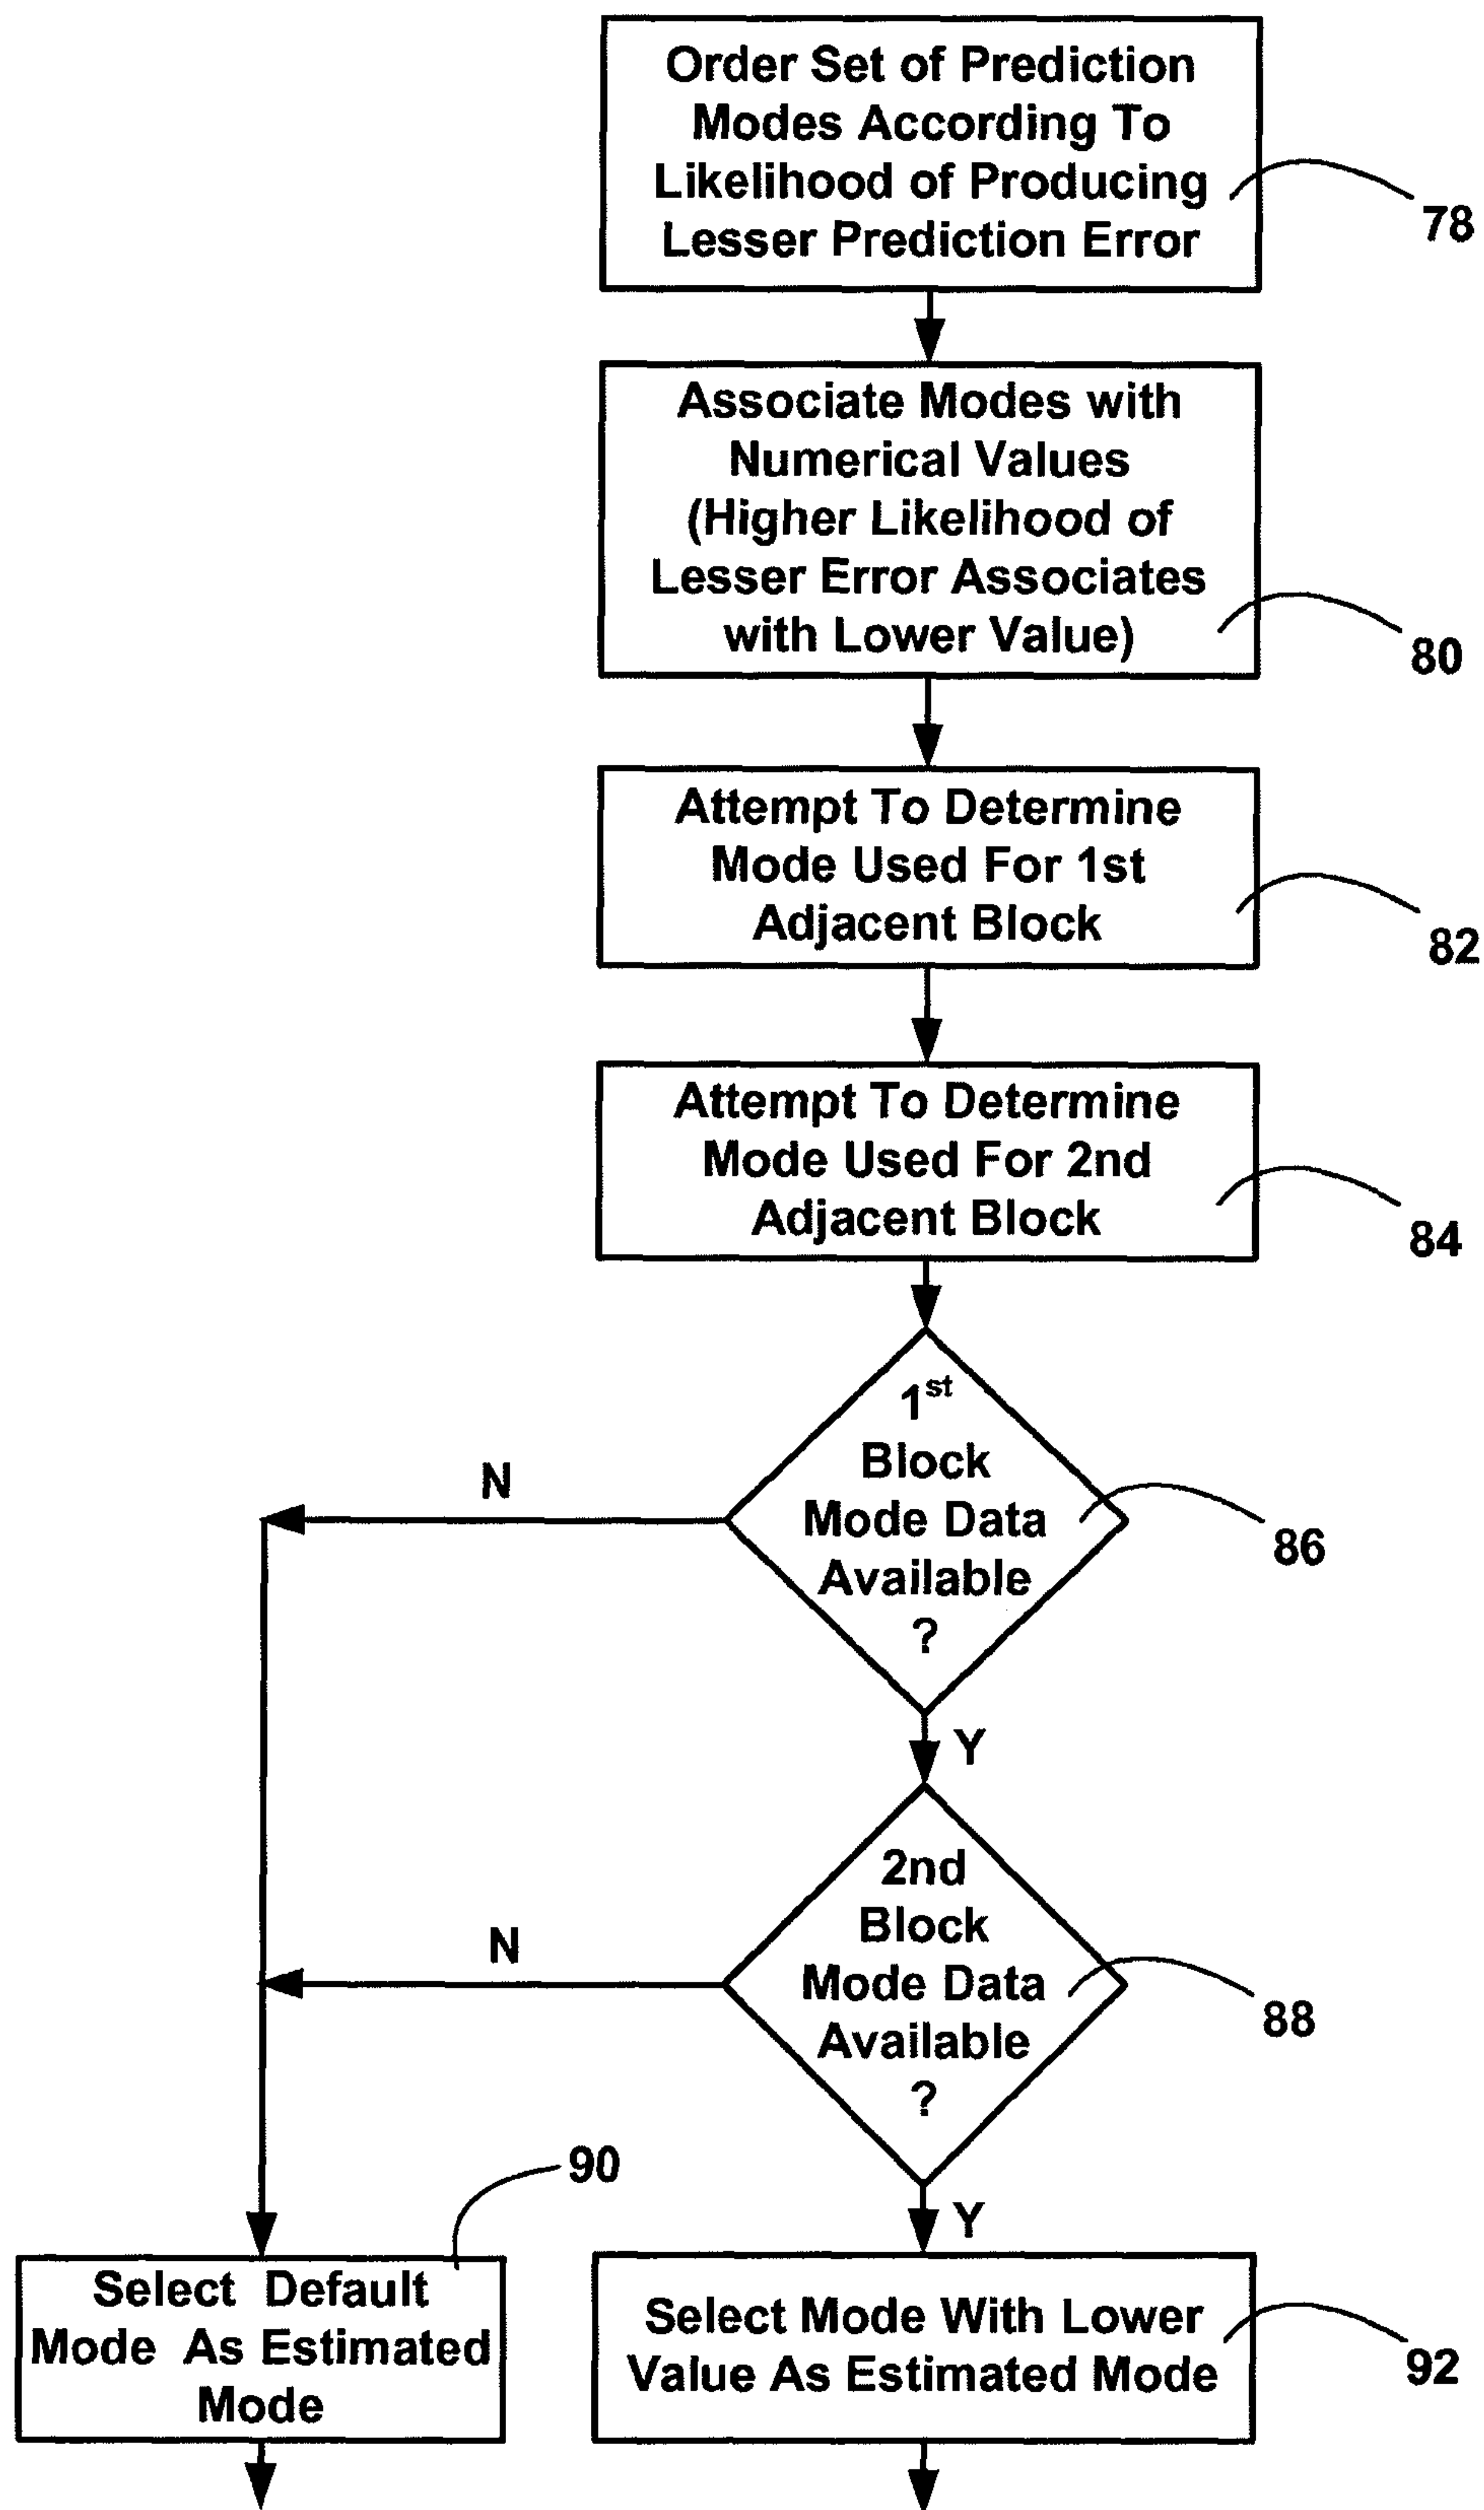 Order Set of Prediction
Modes According To
Likelihood of Producing
Lesser Prediction Error
78
Associate Modes with
Numerical Values
(Higher Likelihood of
Lesser Error Associates
with Lower Value)
80
Attempt To Determine
Mode Used For 1st
Adjacent Block
82
Attempt To Determine
Mode Used For 2nd
Adjacent Block
84
1st
Block
Mode Data
Available
?
N
86
Y
2nd
Block
Mode Data
Available
?
N
88
Y
90
Select Default
Mode As Estimated
Mode
Select Mode With Lower
Value As Estimated Mode
92